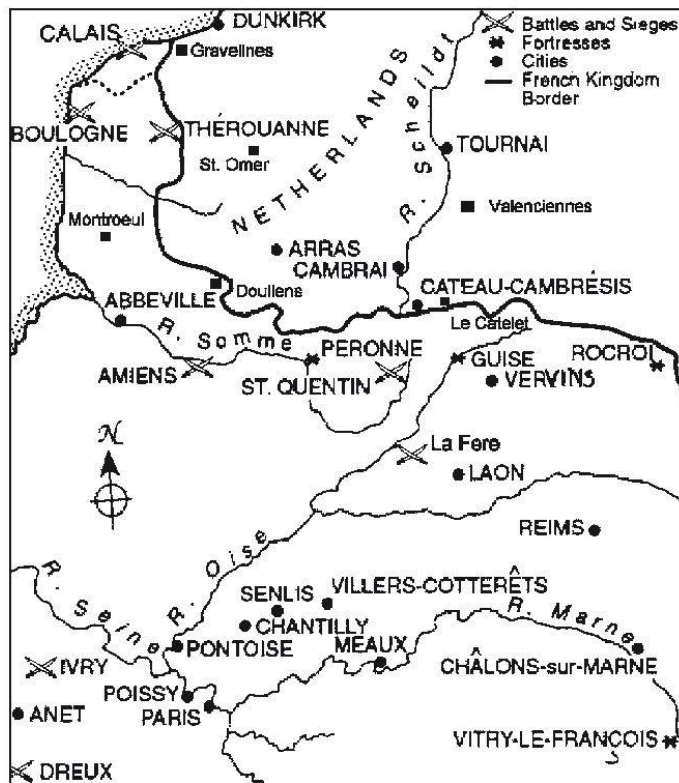 DUNKIRK
CALAIS
Gravelines
Battles and Sieges
Fortresses
Cities
French Kingdom
Border
BOULOGNE
THÉROUANNE
St. Omer
NETHERLANDS
R. Scheildt
TOURNAI
Valenciennes
Montroeul
ARRAS
CAMBRAI
Doullens
CATEAU-CAMBRÉSIS
ABBEVILLE
Le Catelet
R. Somme
PERONNE
GUISE
ROCROI
AMIENS
ST. QUENTIN
VERVINS
N
La Fere
LAON
REIMS
R. Oise
R. Seine
SENLIS
VILLERS-COTTERÊTS
CHANTILLY
R. Marne
PONTOISE
MEAUX
CHÂLONS-sur-MARNE
IVRY
POISSY
PARIS
ANET
VITRY-LE-FRANÇOIS
DREUX